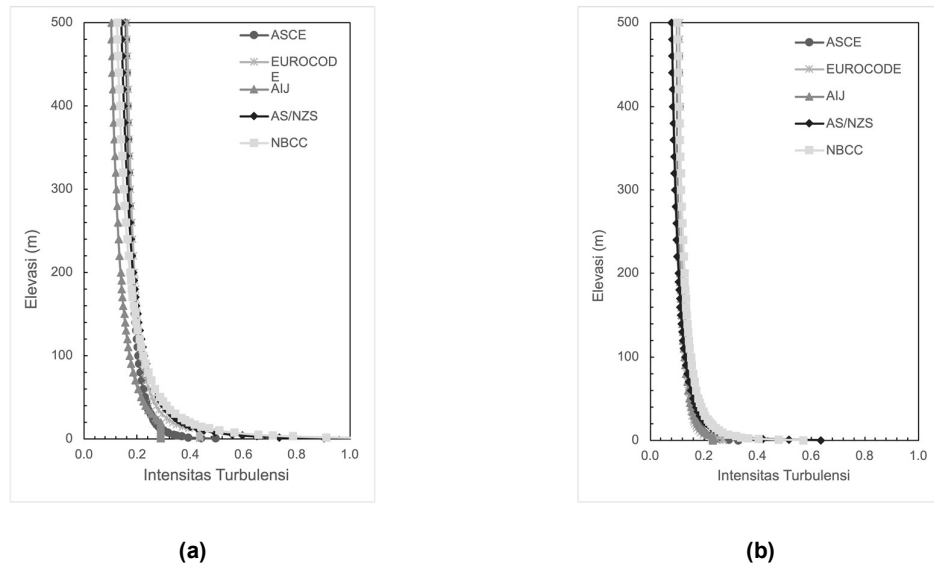 500
400
300
200
100
0
Elevasi (m)
ASCE
EUROCOD
E
AIJ
AS/NZS
NBCC
0.0 0.2 0.4 0.6 0.8 1.0
Intensitas Turbulensi
(a)
500
400
300
200
100
0
Elevasi (m)
ASCE
EUROCODE
AIJ
AS/NZS
NBCC
0.0 0.2 0.4 0.6 0.8 1.0
Intensitas Turbulensi
(b)